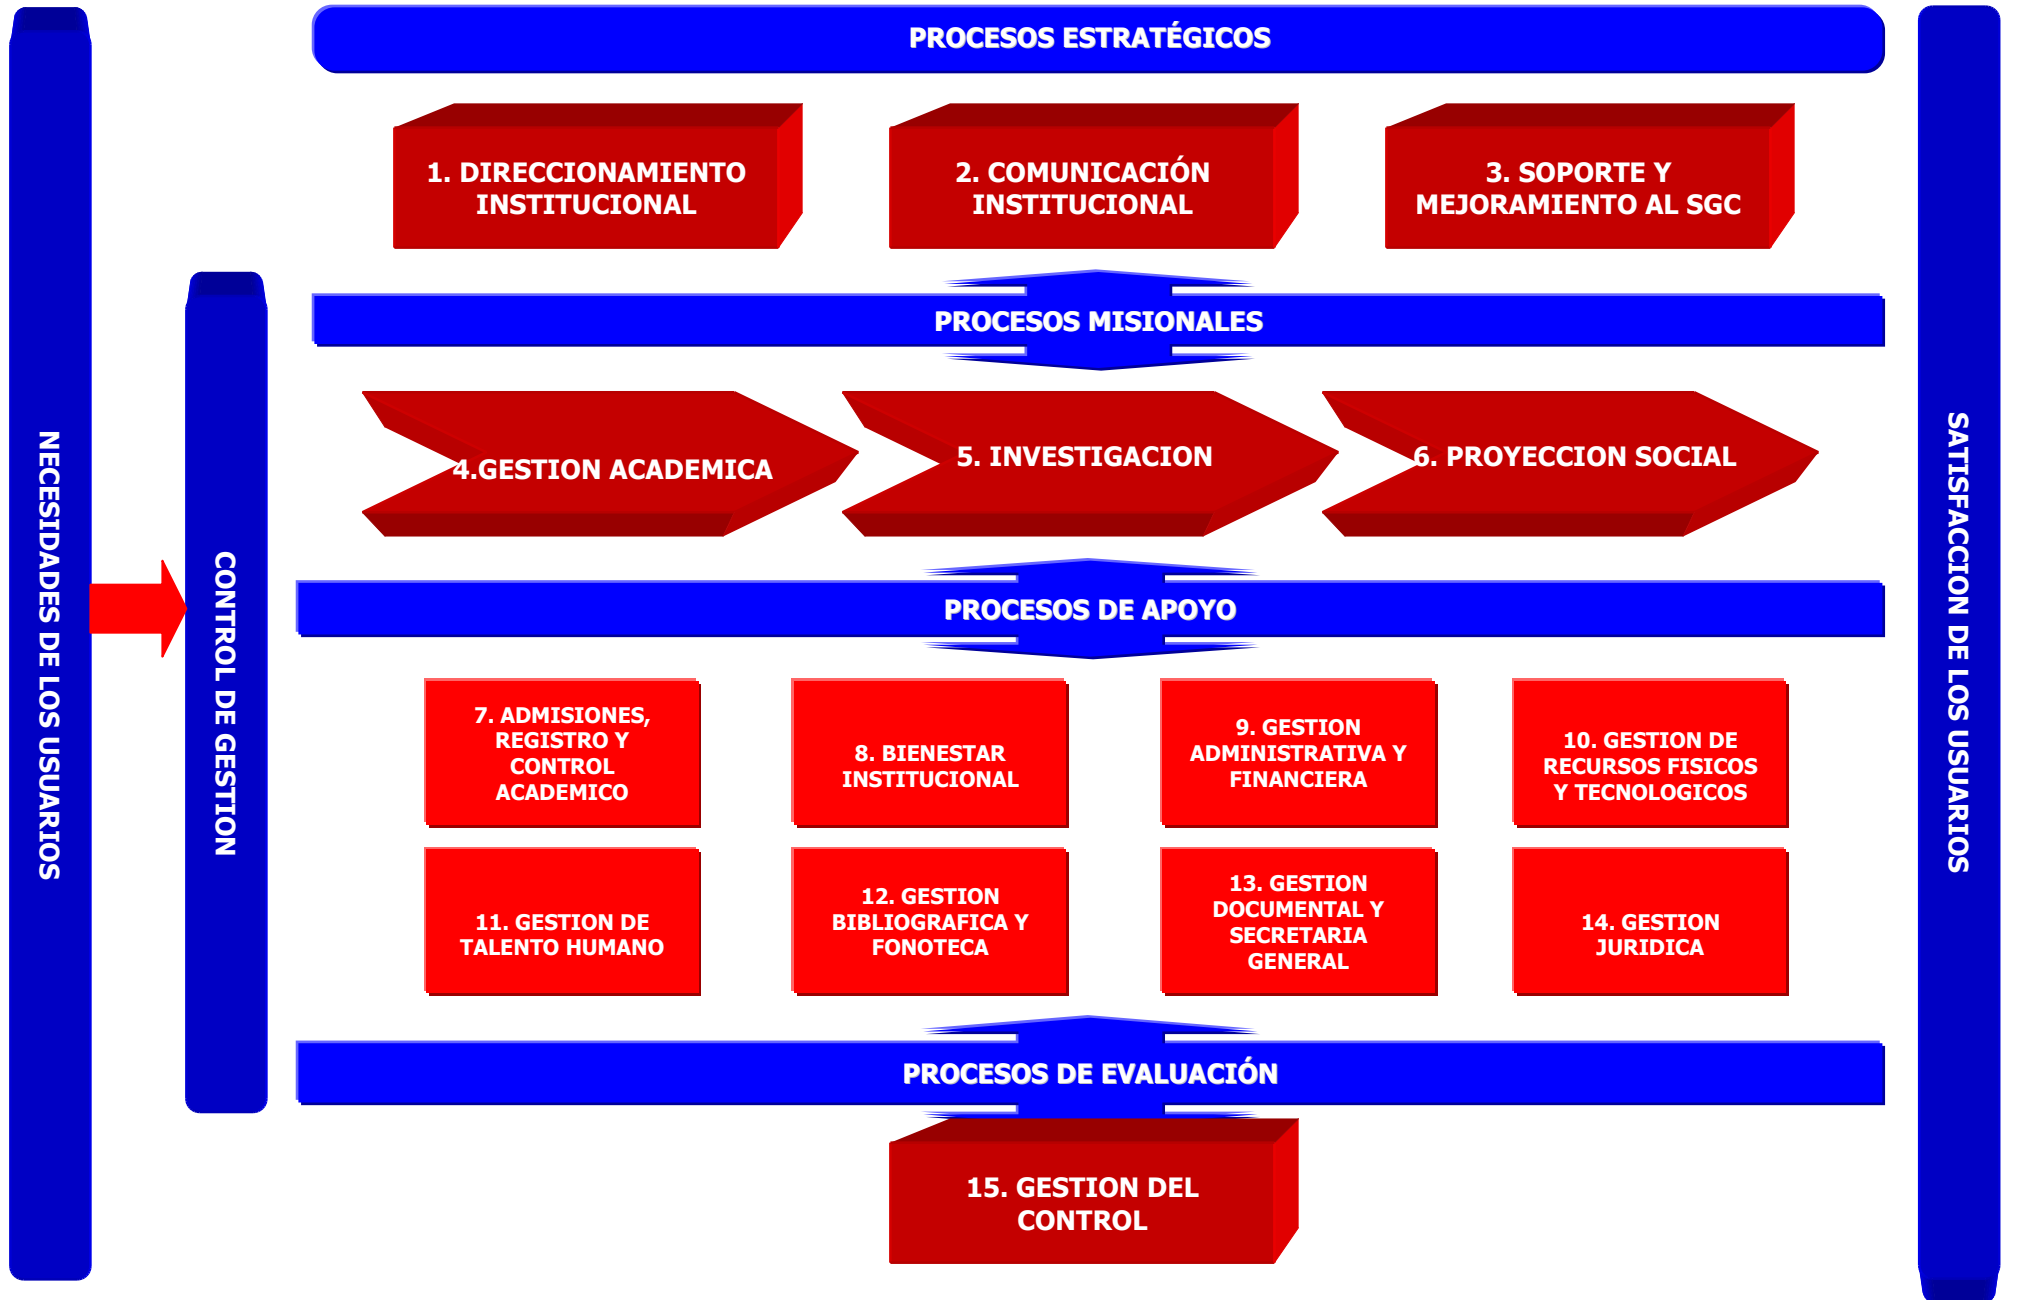 PROCESOS ESTRATÉGICOS
1. DIRECCIONAMIENTO
INSTITUCIONAL
2. COMUNICACIÓN
INSTITUCIONAL
3. SOPORTE Y
MEJORAMIENTO AL SGC
PROCESOS MISIONALES
4.GESTION ACADEMICA
5. INVESTIGACION
6. PROYECCION SOCIAL
NECESIDADES DE LOS USUARIOS
CONTROL DE GESTION
SATISFACCION DE LOS USUARIOS
PROCESOS DE APOYO
7. ADMISIONES,
REGISTRO Y
CONTROL
ACADEMICO
8. BIENESTAR
INSTITUCIONAL
9. GESTION
ADMINISTRATIVA Y
FINANCIERA
10. GESTION DE
RECURSOS FISICOS
Y TECNOLOGICOS
11. GESTION DE
TALENTO HUMANO
12. GESTION
BIBLIOGRAFICA Y
FONOTECA
13. GESTION
DOCUMENTAL Y
SECRETARIA
GENERAL
14. GESTION
JURIDICA
PROCESOS DE EVALUACIÓN
15. GESTION DEL
CONTROL